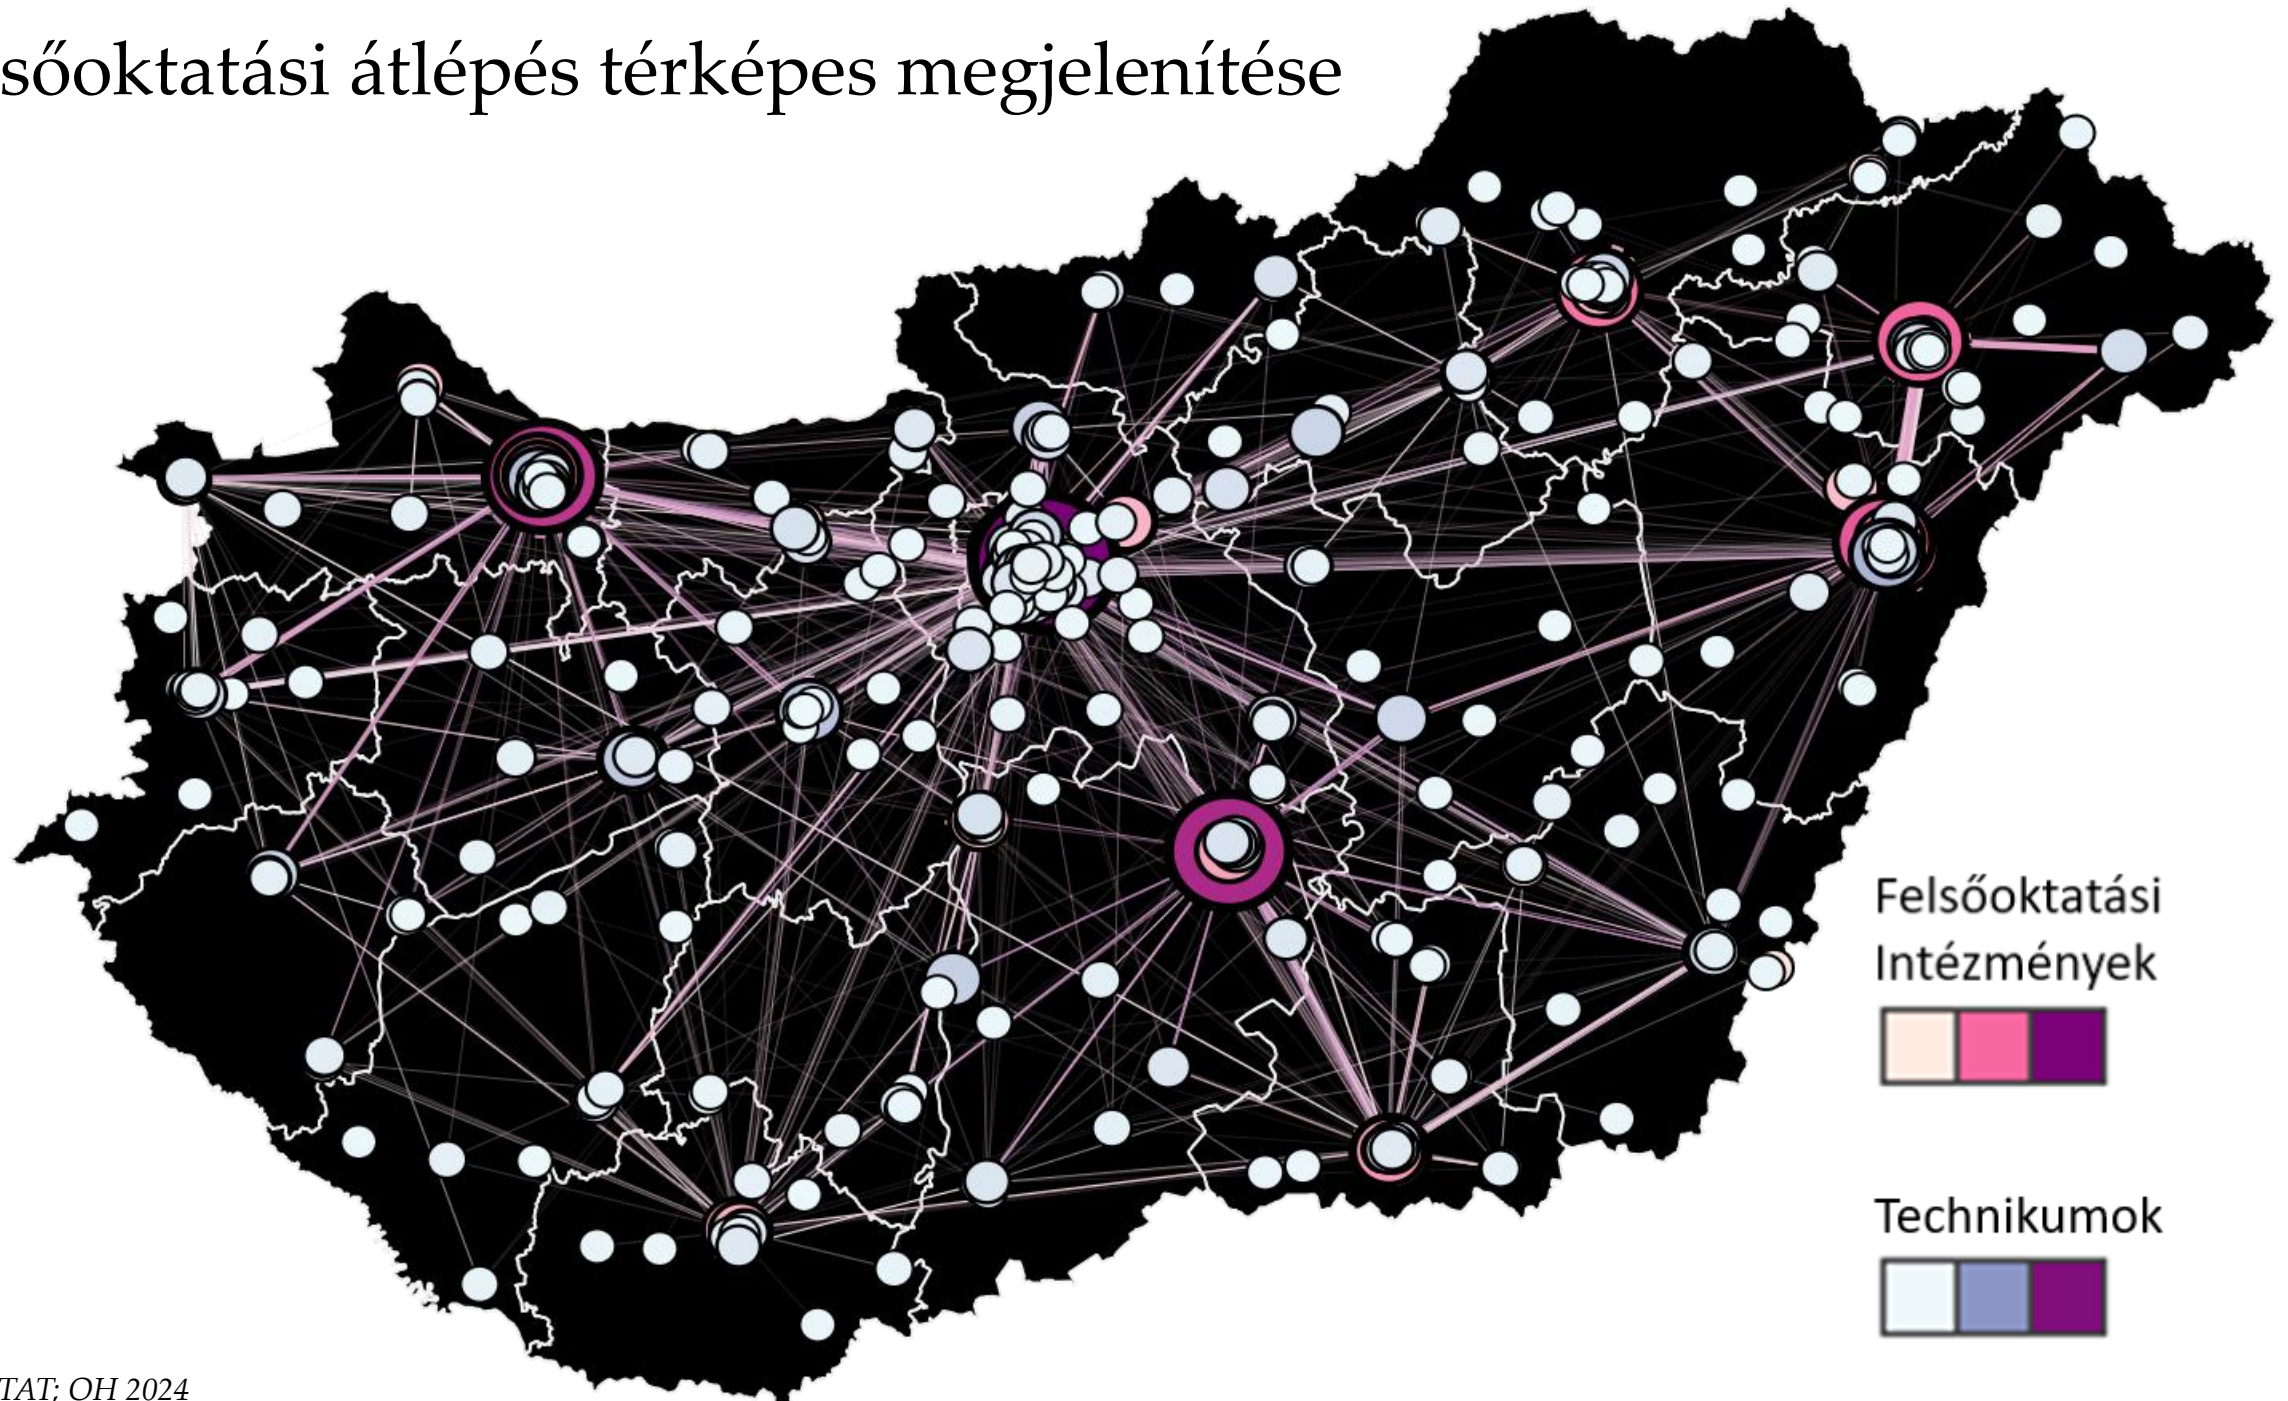 sőoktatási átlépés térképes megjelenítése
Felsőoktatási
Intézmények
Technikumok
TAT; OH 2024